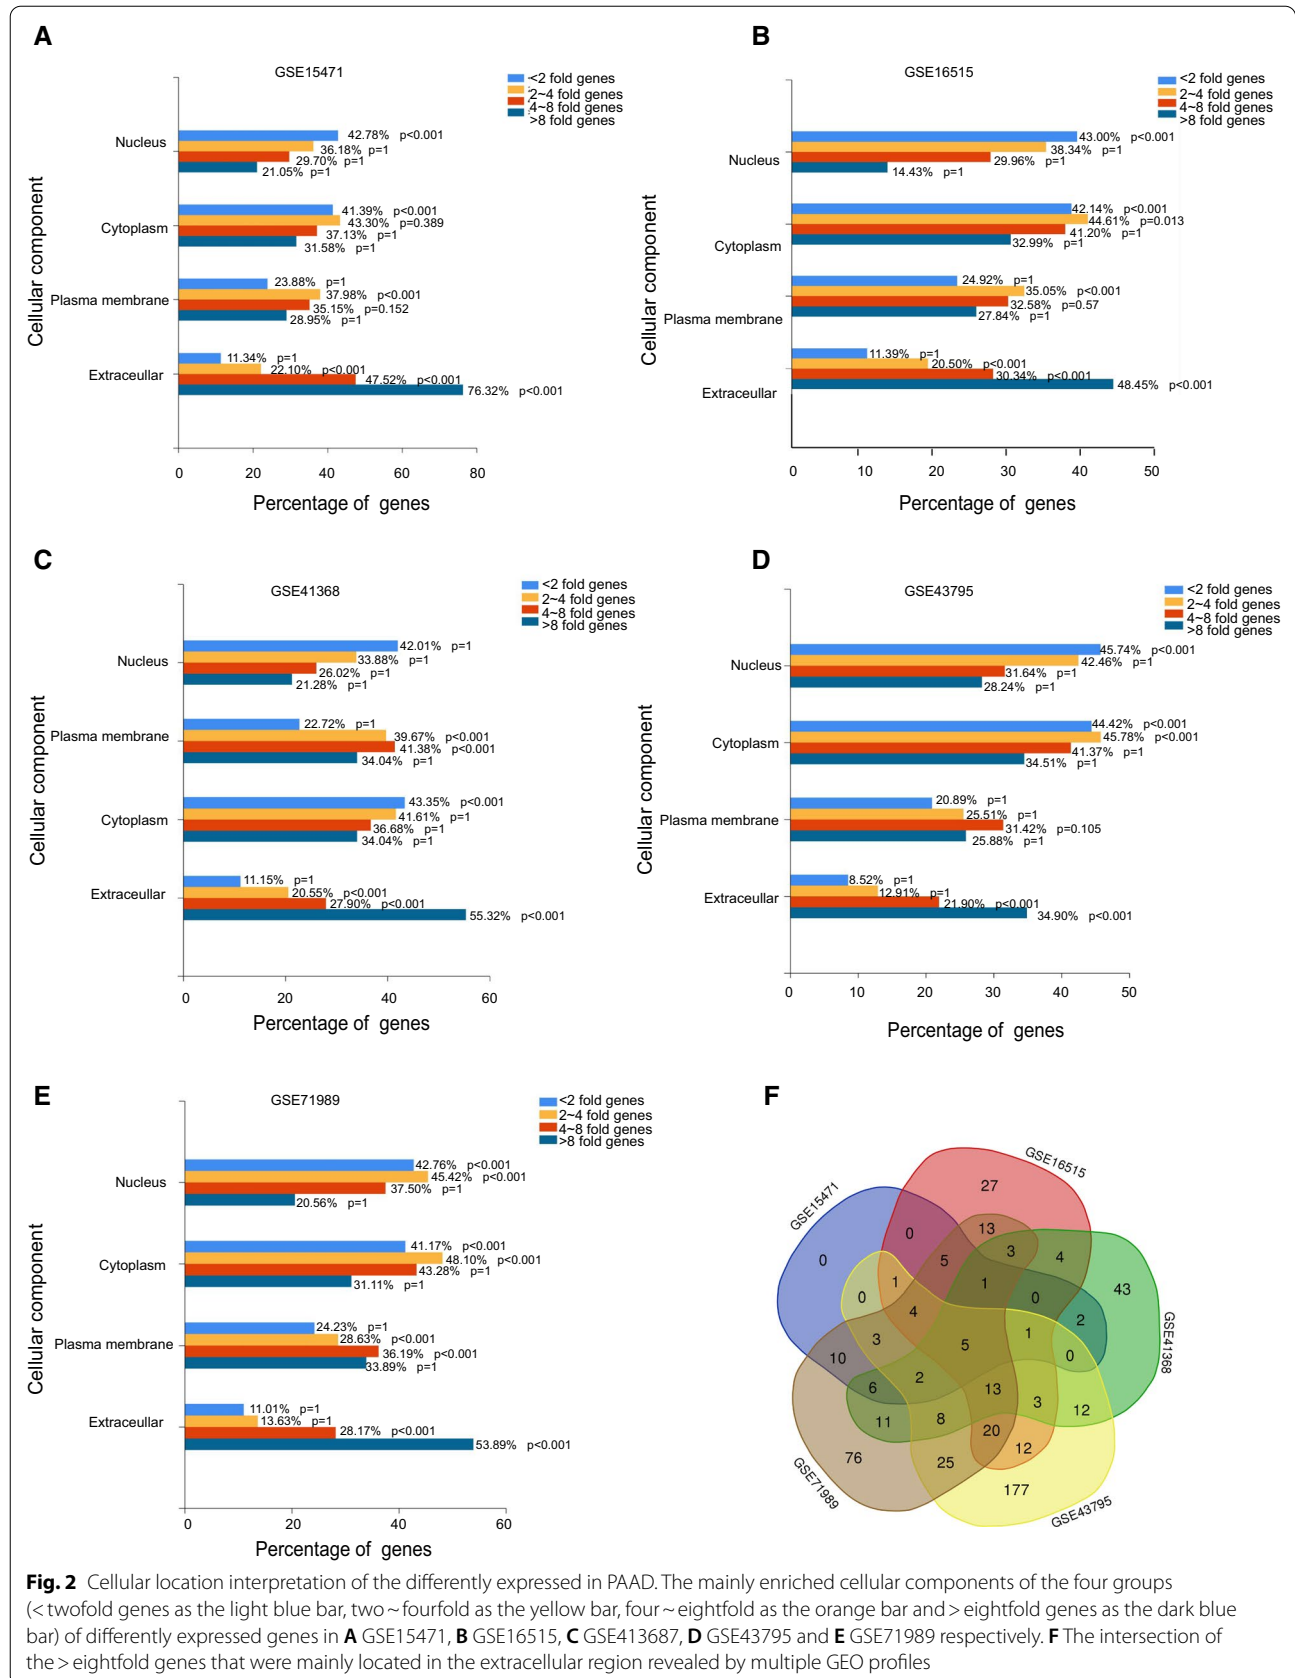 A
GSE15471
<2 fold genes
2~4 fold genes
4~8 fold genes
>8 fold genes
Cellular component
Nucleus
42.78% p<0.001
36.18% p=1
29.70% p=1
21.05% p=1
Cytoplasm
41.39% p<0.001
43.30% p=0.389
37.13% p=1
31.58% p=1
Plasma membrane
23.88% p=1
37.98% p<0.001
35.15% p=0.152
28.95% p=1
Extraceullar
11.34% p=1
22.10% p<0.001
47.52% p<0.001
76.32% p<0.001
0 20 40 60 80
Percentage of genes
B
GSE16515
<2 fold genes
2~4 fold genes
4~8 fold genes
>8 fold genes
Cellular component
Nucleus
43.00% p<0.001
38.34% p=1
29.96% p=1
14.43% p=1
Cytoplasm
42.14% p<0.001
44.61% p=0.013
41.20% p=1
32.99% p=1
Plasma membrane
24.92% p=1
35.05% p<0.001
32.58% p=0.57
27.84% p=1
Extraceullar
11.39% p=1
20.50% p<0.001
30.34% p<0.001
48.45% p<0.001
0 10 20 30 40 50
Percentage of genes
C
GSE41368
<2 fold genes
2~4 fold genes
4~8 fold genes
>8 fold genes
Cellular component
Nucleus
42.01% p=1
33.88% p=1
26.02% p=1
21.28% p=1
Plasma membrane
22.72% p=1
39.67% p<0.001
41.38% p<0.001
34.04% p=1
Cytoplasm
43.35% p<0.001
41.61% p=1
36.68% p=1
34.04% p=1
Extraceullar
11.15% p=1
20.55% p<0.001
27.90% p<0.001
55.32% p<0.001
0 20 40 60
Percentage of genes
D
GSE43795
<2 fold genes
2~4 fold genes
4~8 fold genes
>8 fold genes
Cellular component
Nucleus
45.74% p<0.001
42.46% p=1
31.64% p=1
28.24% p=1
Cytoplasm
44.42% p<0.001
45.78% p<0.001
41.37% p=1
34.51% p=1
Plasma membrane
20.89% p=1
25.51% p=1
31.42% p=0.105
25.88% p=1
Extraceullar
8.52% p=1
12.91% p=1
21.90% p<0.001
34.90% p<0.001
0 10 20 30 40 50
Percentage of genes
E
GSE71989
<2 fold genes
2~4 fold genes
4~8 fold genes
>8 fold genes
Cellular component
Nucleus
42.76% p<0.001
45.42% p<0.001
37.50% p=1
20.56% p=1
Cytoplasm
41.17% p<0.001
48.10% p<0.001
43.28% p=1
31.11% p=1
Plasma membrane
24.23% p=1
28.63% p<0.001
36.19% p<0.001
33.89% p=1
Extraceullar
11.01% p=1
13.63% p=1
28.17% p<0.001
53.89% p<0.001
0 20 40 60
Percentage of genes
F
GSE16515
GSE15471
27
0 13
0 5 3 4
1 1 43
0 4 0 2
3 5 1 0
10 2
6 13 3 12
11 8 20
76 25 12
177
GSE41368
GSE71989
GSE43795
Fig. 2 Cellular location interpretation of the differently expressed in PAAD. The mainly enriched cellular components of the four groups
(< twofold genes as the light blue bar, two ~ fourfold as the yellow bar, four ~ eightfold as the orange bar and > eightfold genes as the dark blue
bar) of differently expressed genes in A GSE15471, B GSE16515, C GSE413687, D GSE43795 and E GSE71989 respectively. F The intersection of
the > eightfold genes that were mainly located in the extracellular region revealed by multiple GEO profiles